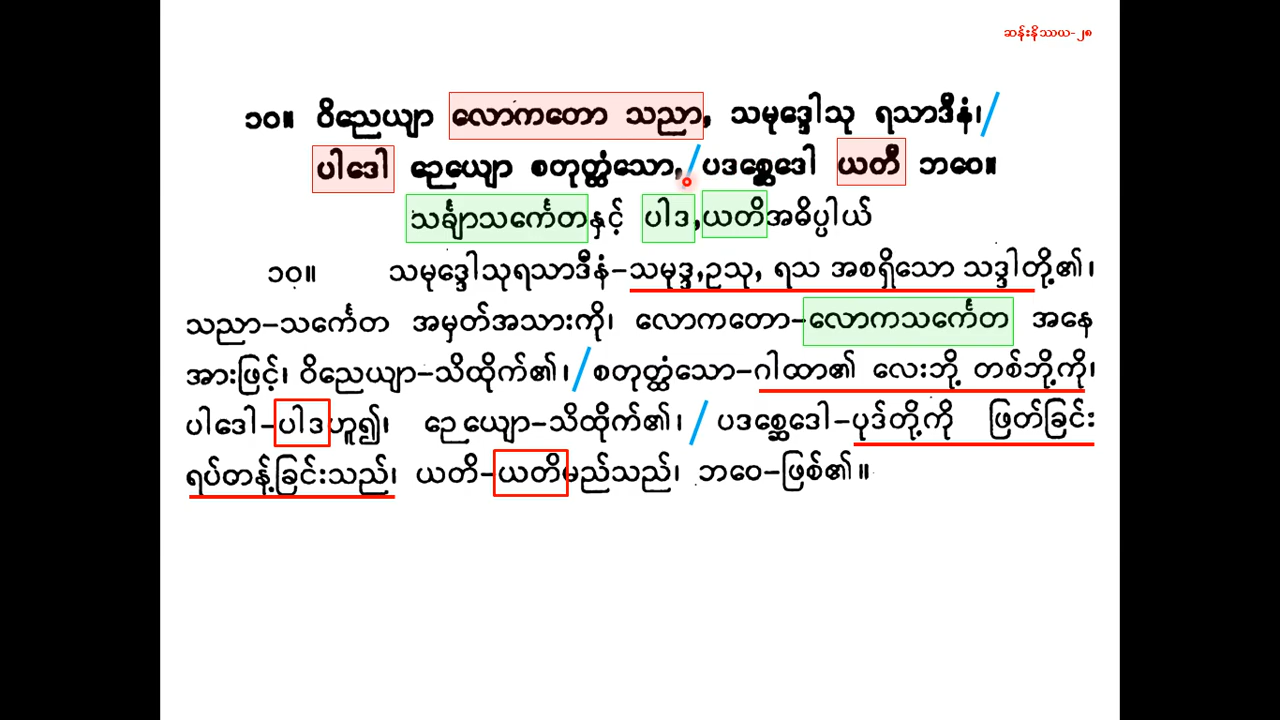 ဆန်းနိဿယ-၂၈
၁၀။ ဝိညေယျာ လောကတော သညာ, သမုဒ္ဒေါသု ရသာဒီနံ၊
ပါဒေါ ဉေယျော စတုတ္ထံသော, ပဒစ္ဆေဒေါ ယတီ ဘဝေ။
သင်္ချာသင်္ကေတနှင့် ပါဒ,ယတိအဓိပ္ပါယ်
၁၀။ သမုဒ္ဒေါသုရသာဒီနံ-သမုဒ္ဒ,ဥသု, ရသ အစရှိသော သဒ္ဒါတို့၏၊
သညာ-သင်္ကေတ အမှတ်အသားကို၊ လောကတော-လောကသင်္ကေတ အနေ
အားဖြင့်၊ ဝိညေယျာ-သိထိုက်၏၊ စတုတ္ထံသော-ဂါထာ၏ လေးဘို့ တစ်ဘို့ကို၊
ပါဒေါ-ပါဒဟူ၍၊ ဉေယျော-သိထိုက်၏၊ ပဒစ္ဆေဒေါ-ပုဒ်တို့ကို ဖြတ်ခြင်း
ရပ်တန့်ခြင်းသည်၊ ယတိ-ယတိမည်သည်၊ ဘဝေ-ဖြစ်၏။